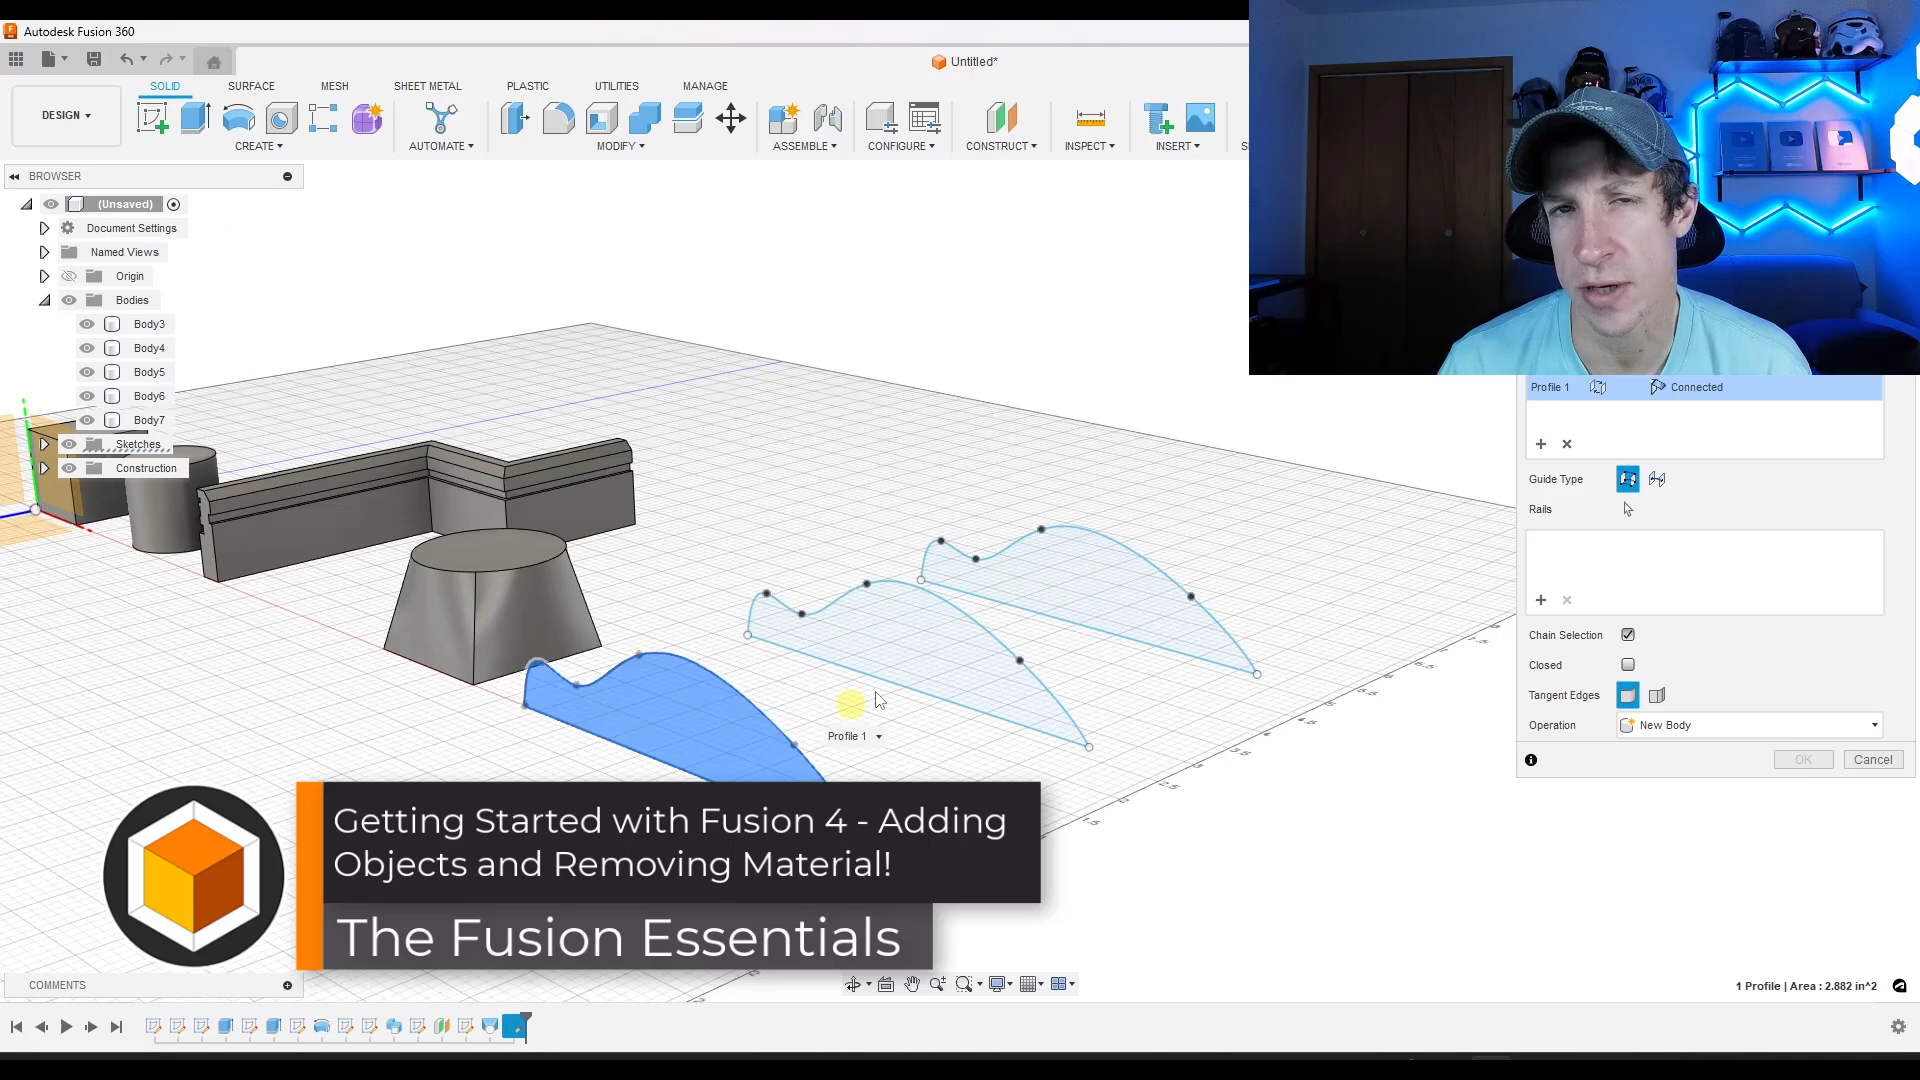 Autodesk Fusion 360
Untitled*
SOLID
SURFACE
MESH
SHEET METAL
PLASTIC
UTILITIES
MANAGE
DESIGN
CREATE
AUTOMATE
MODIFY
ASSEMBLE
CONFIGURE
CONSTRUCT
INSPECT
INSERT
BROWSER
(Unsaved)
Document Settings
Named Views
Origin
Bodies
Body3
Body4
Body5
Body6
Body7
Sketches
Construction
Profile 1
Profile 1 Connected
Guide Type
Rails
Chain Selection
Closed
Tangent Edges
Operation New Body
OK Cancel
Getting Started with Fusion 4 - Adding
Objects and Removing Material!
The Fusion Essentials
COMMENTS
1 Profile | Area : 2.882 in^2